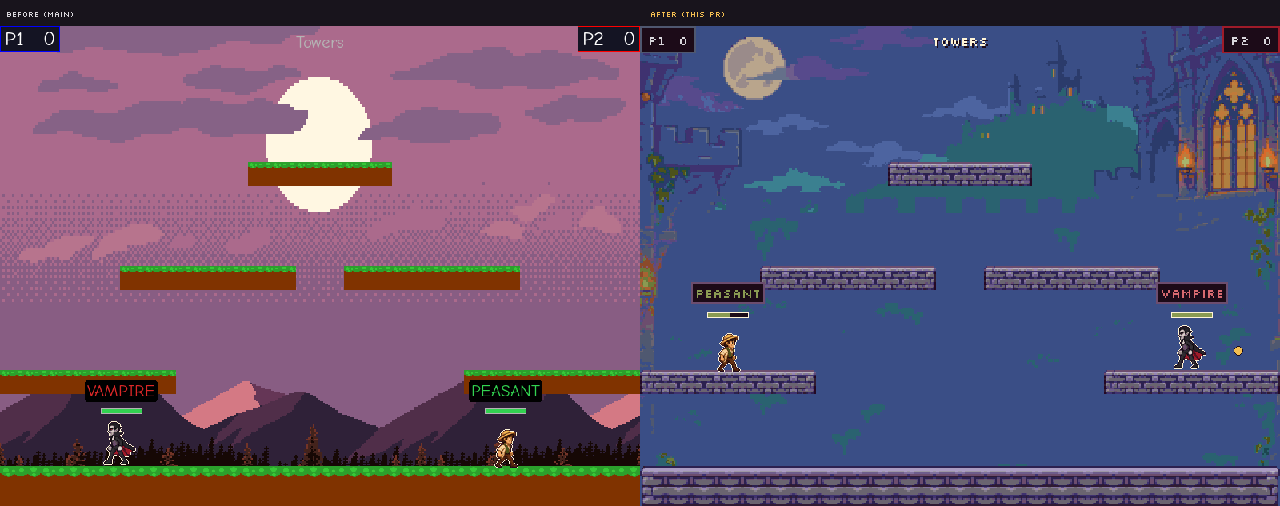 BEFORE (MAIN)
P1 0
Towers
P2 0
VAMPIRE
PEASANT
AFTER (THIS PR)
P1 0
TOWERS
P2 0
PEASANT
VAMPIRE